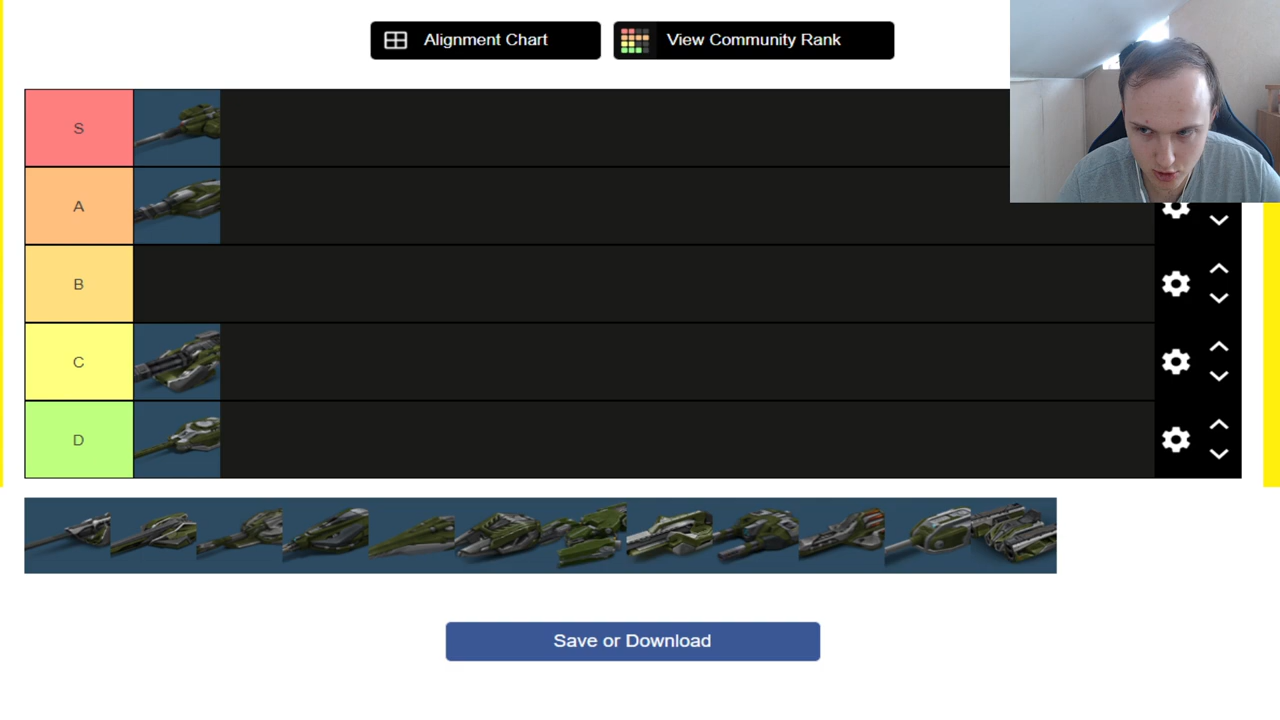 Alignment Chart
View Community Rank
S
A
B
C
D
Save or Download